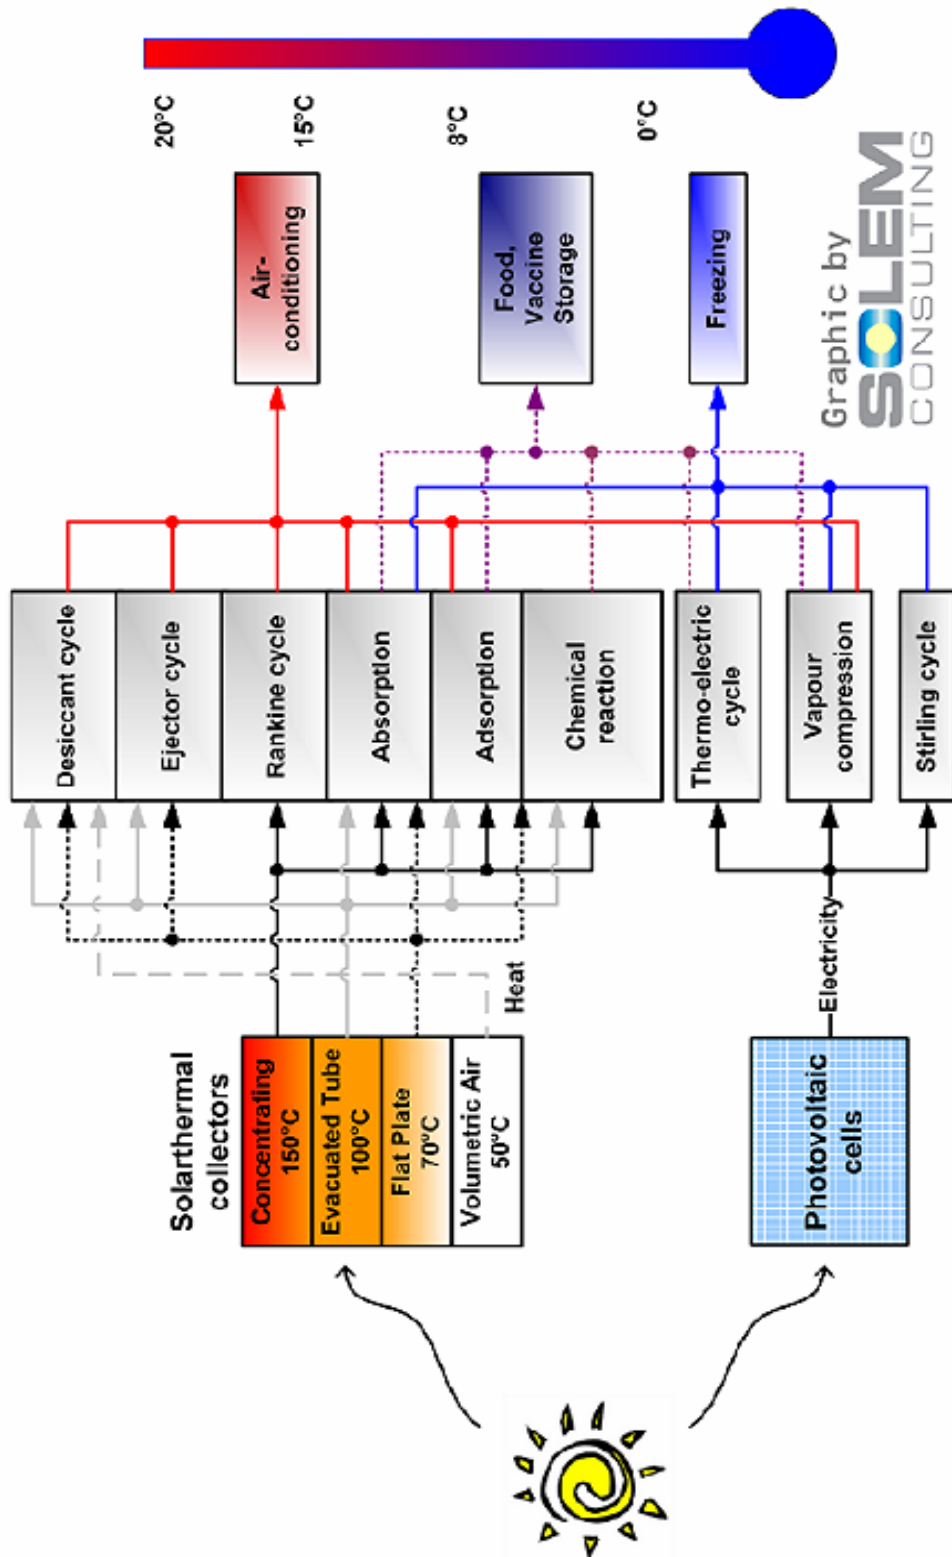 Solarthermal
collectors
Concentrating
150°C
Evacuated Tube
100°C
Flat Plate
70°C
Volumetric Air
50°C
Heat
Photovoltaic
cells
Electricity
Desiccant cycle
Ejector cycle
Rankine cycle
Absorption
Adsorption
Chemical
reaction
Thermo-electric
cycle
Vapour
compression
Stirling cycle
Air-
conditioning
Food,
Vaccine
Storage
Freezing
20°C
15°C
8°C
0°C
Graphic by
SOLEM
CONSULTING